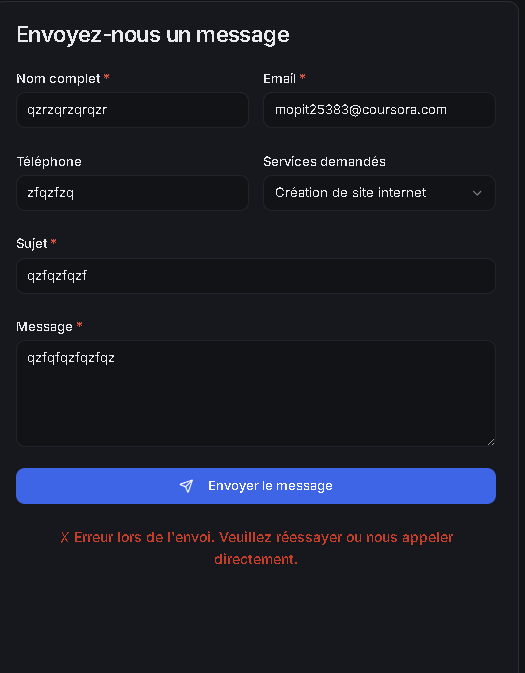 Envoyez-nous un message
Nom complet *
Email *
qzrzqrzqrqzr
mopit25383@coursora.com
Téléphone
Services demandés
zfqzfzq
Création de site internet
Sujet *
qzfqzfqzf
Message *
qzfqfqzfqzfqz
Envoyer le message
✗ Erreur lors de l'envoi. Veuillez réessayer ou nous appeler
directement.